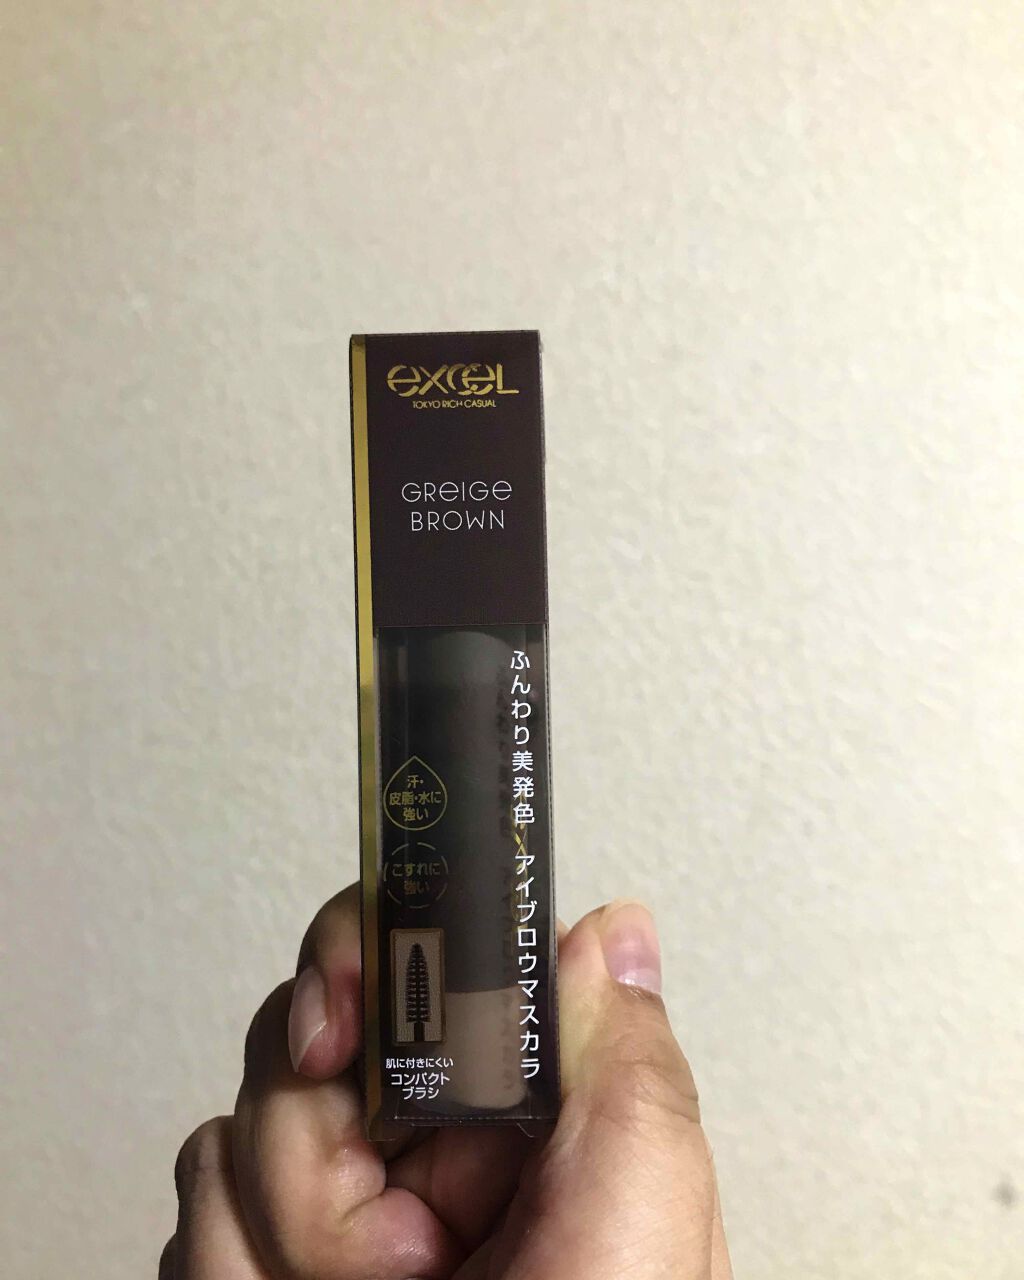 excel
TOKYO RICH CASUAL
GREIGE
BROWN
ふんわり美発色 アイブロウマスカラ
汗・
皮脂・水に
強い
こすれに
強い
肌に付きにくい
コンパクト
ブラシ